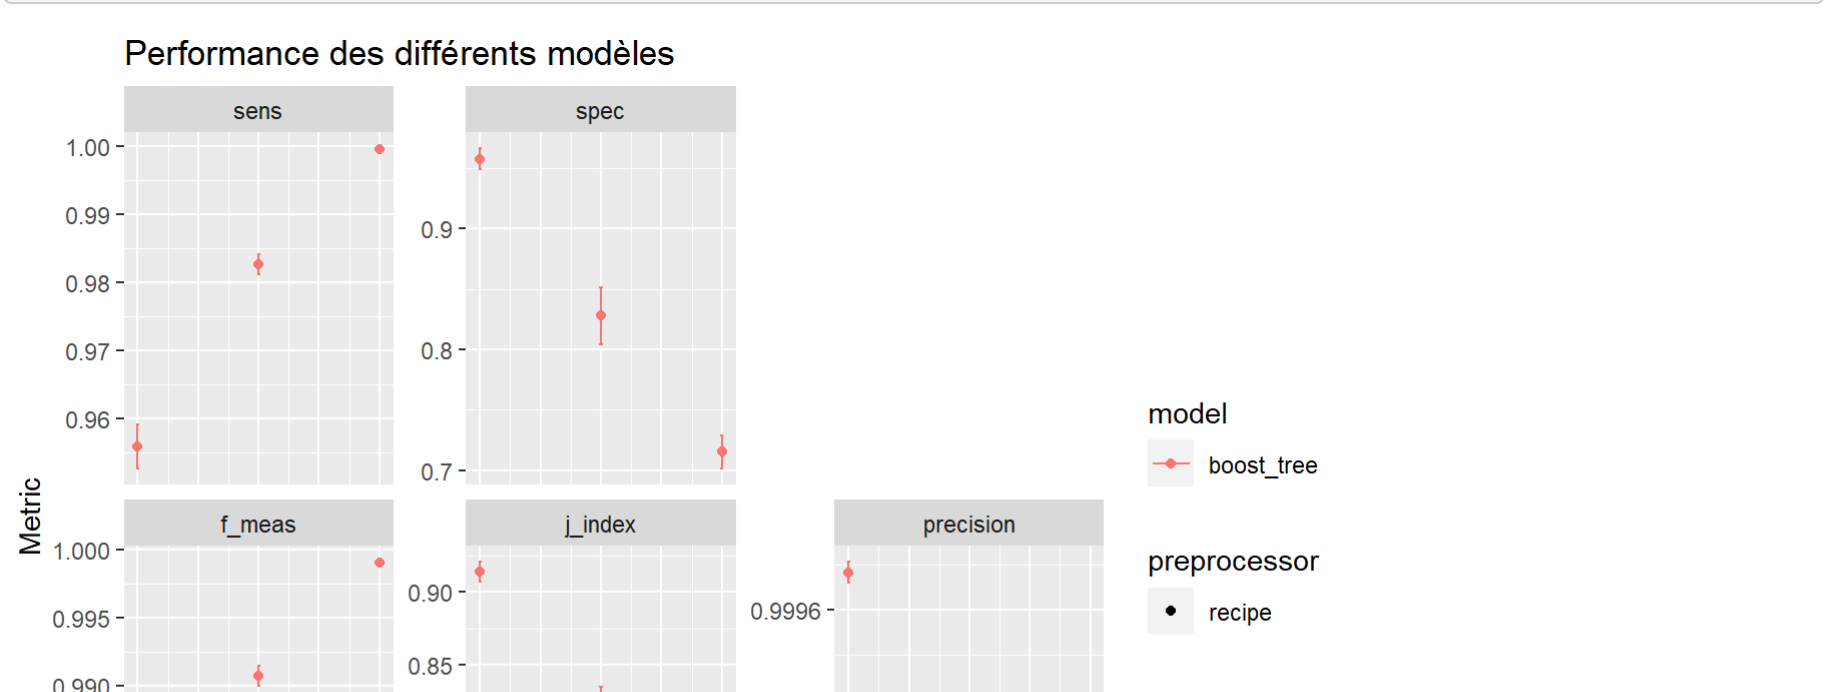 Performance des différents modèles
sens
spec
1.00
0.99
0.98
0.97
0.96
0.9
0.8
0.7
Metric
f_meas
j_index
precision
1.000
0.995
0.990
0.90
0.85
0.9996
model
boost_tree
preprocessor
recipe